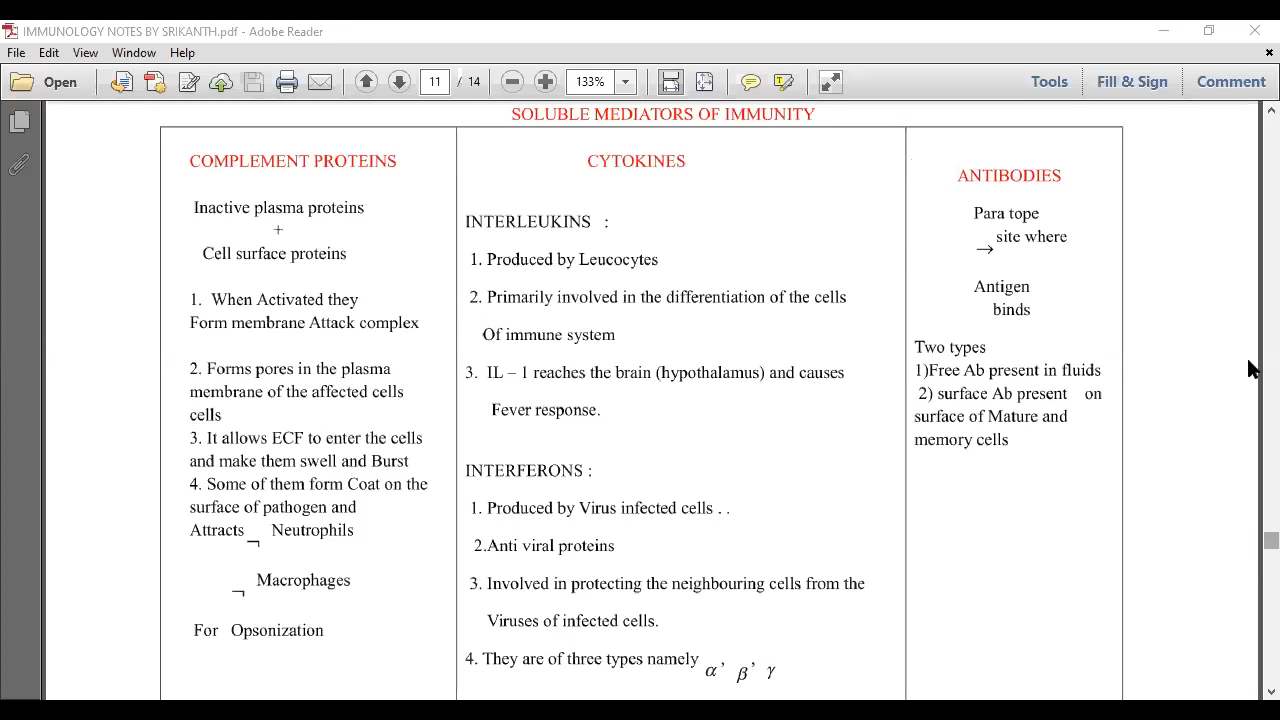 IMMUNOLOGY NOTES BY SRIKANTH.pdf - Adobe Reader
File Edit View Window Help
Open 11 / 14 133% Tools Fill & Sign Comment
SOLUBLE MEDIATORS OF IMMUNITY
COMPLEMENT PROTEINS
Inactive plasma proteins
+
Cell surface proteins
1. When Activated they
Form membrane Attack complex
2. Forms pores in the plasma
membrane of the affected cells
cells
3. It allows ECF to enter the cells
and make them swell and Burst
4. Some of them form Coat on the
surface of pathogen and
Attracts ¬ Neutrophils
¬ Macrophages
For Opsonization
CYTOKINES
INTERLEUKINS :
1. Produced by Leucocytes
2. Primarily involved in the differentiation of the cells
Of immune system
3. IL – 1 reaches the brain (hypothalamus) and causes
Fever response.
INTERFERONS :
1. Produced by Virus infected cells . .
2.Anti viral proteins
3. Involved in protecting the neighbouring cells from the
Viruses of infected cells.
4. They are of three types namely α , β , γ
ANTIBODIES
Para tope
→ site where
Antigen
binds
Two types
1)Free Ab present in fluids
2) surface Ab present on
surface of Mature and
memory cells